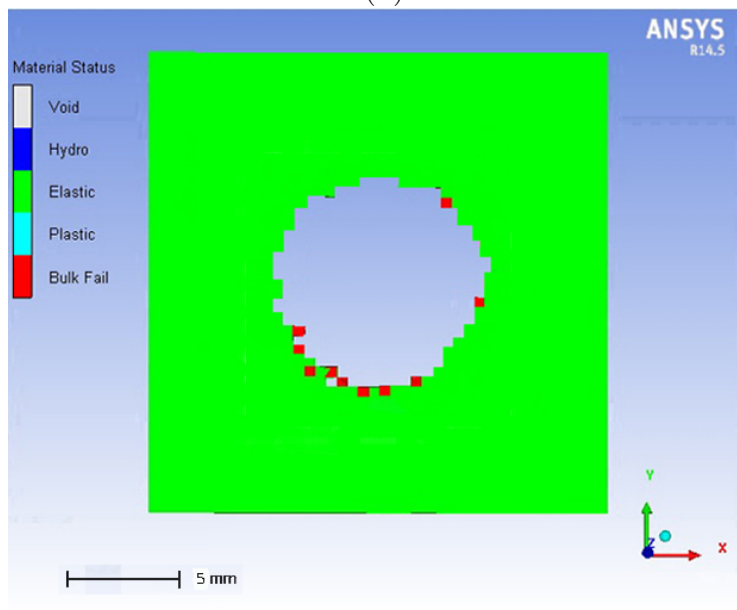 ANSYS
R14.5
Material Status
Void
Hydro
Elastic
Plastic
Bulk Fail
Y
Z
X
5 mm